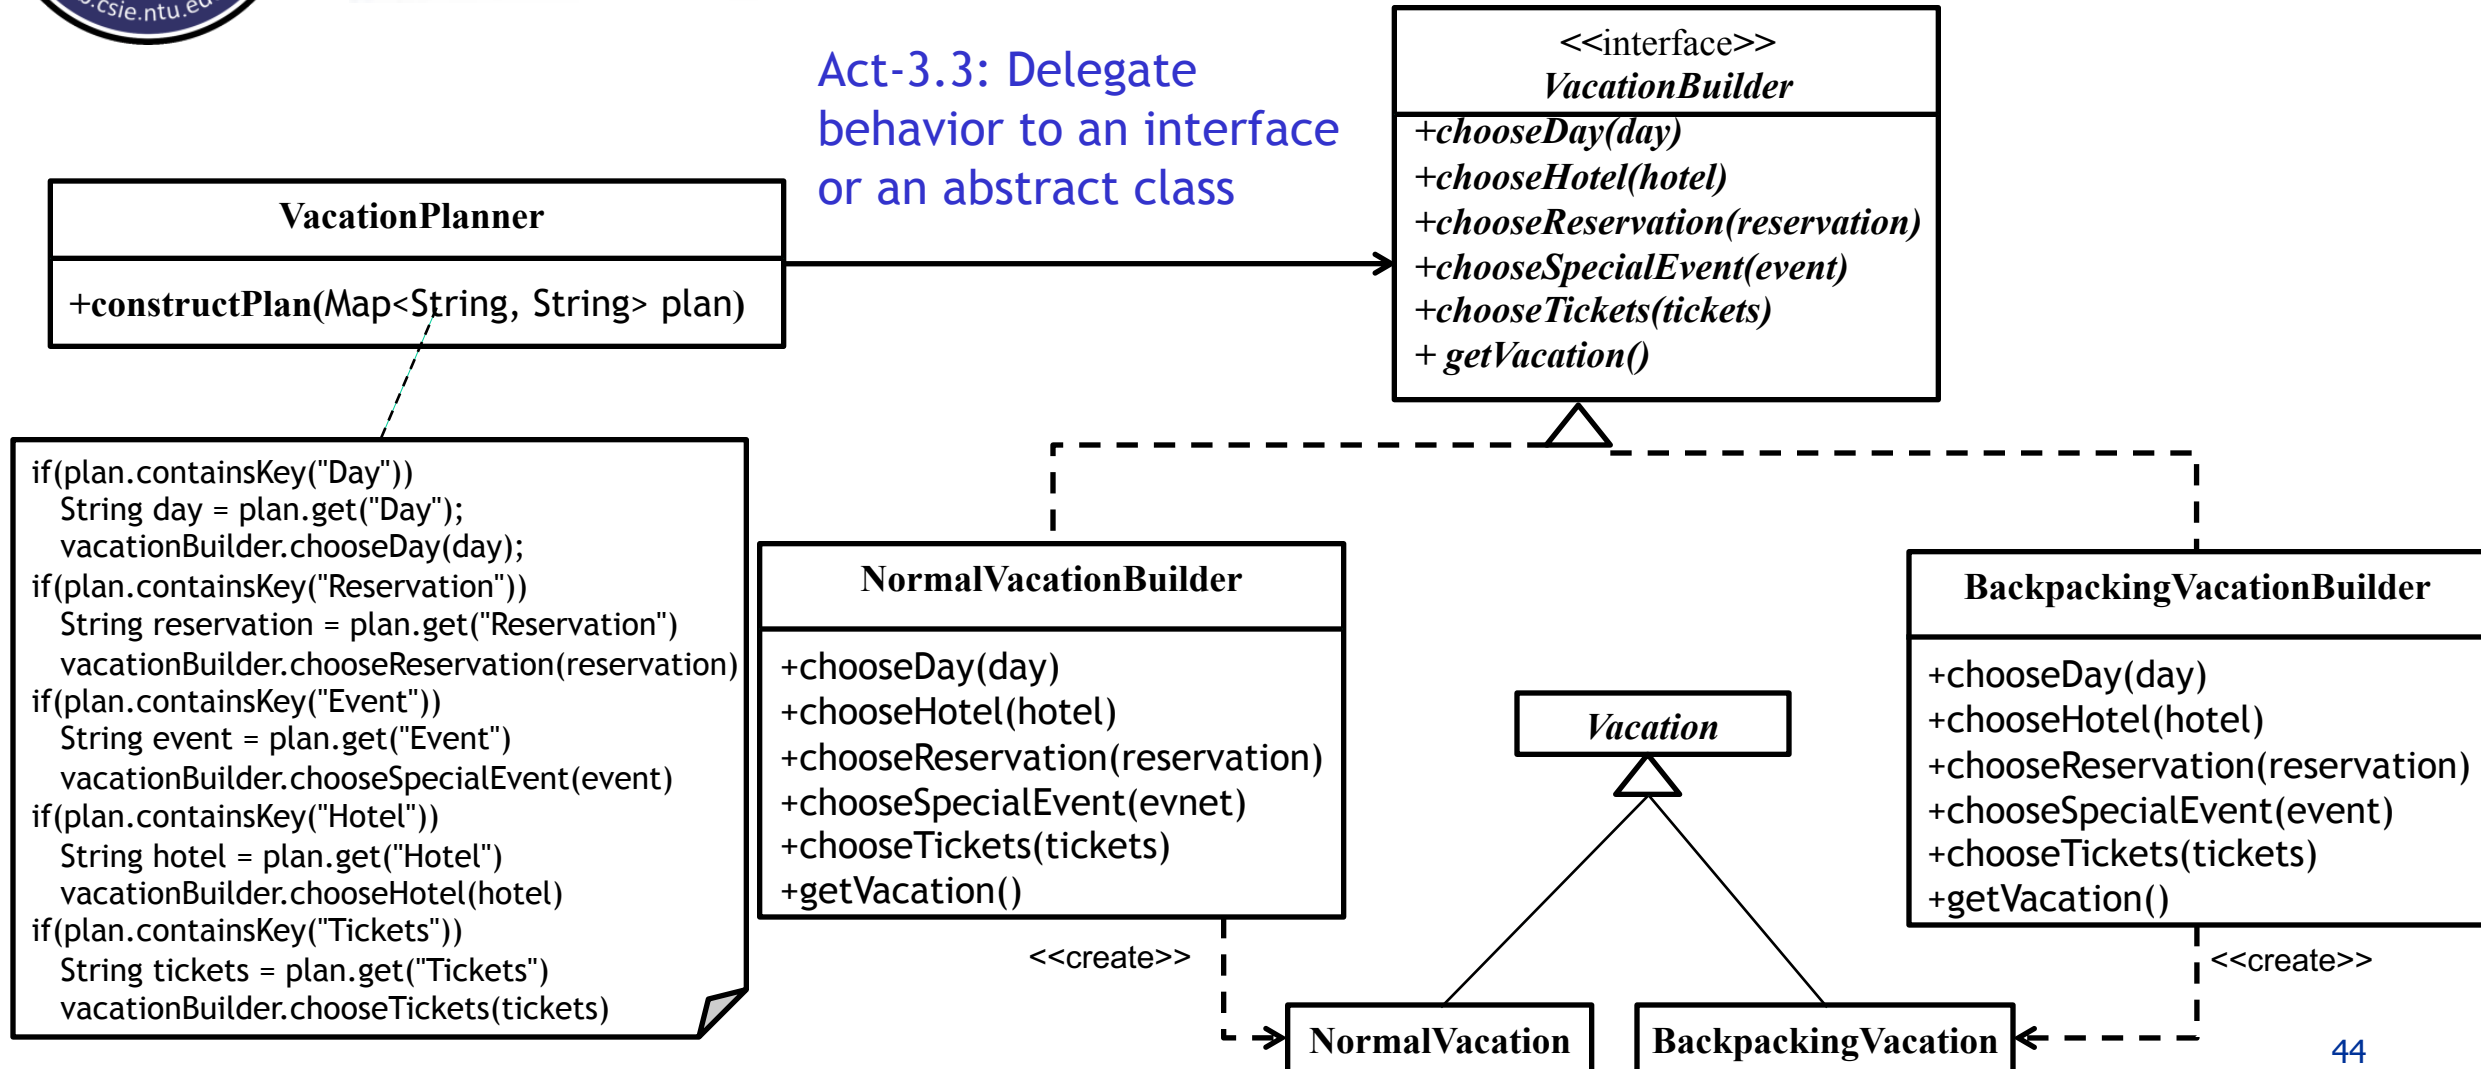 .csie.ntu.ed
Act-3.3: Delegate
behavior to an interface
or an abstract class
<<interface>>
VacationBuilder
+chooseDay(day)
+chooseHotel(hotel)
+chooseReservation(reservation)
+chooseSpecialEvent(event)
+chooseTickets(tickets)
+ getVacation()
VacationPlanner
+constructPlan(Map<String, String> plan)
if(plan.containsKey("Day"))
String day = plan.get("Day");
vacationBuilder.chooseDay(day);
if(plan.containsKey("Reservation"))
String reservation = plan.get("Reservation")
vacationBuilder.chooseReservation(reservation)
if(plan.containsKey("Event"))
String event = plan.get("Event")
vacationBuilder.chooseSpecialEvent(event)
if(plan.containsKey("Hotel"))
String hotel = plan.get("Hotel")
vacationBuilder.chooseHotel(hotel)
if(plan.containsKey("Tickets"))
String tickets = plan.get("Tickets")
vacationBuilder.chooseTickets(tickets)
NormalVacationBuilder
+chooseDay(day)
+chooseHotel(hotel)
+chooseReservation(reservation)
+chooseSpecialEvent(evnet)
+chooseTickets(tickets)
+getVacation()
BackpackingVacationBuilder
+chooseDay(day)
+chooseHotel(hotel)
+chooseReservation(reservation)
+chooseSpecialEvent(event)
+chooseTickets(tickets)
+getVacation()
Vacation
<<create>>
<<create>>
NormalVacation
BackpackingVacation
44